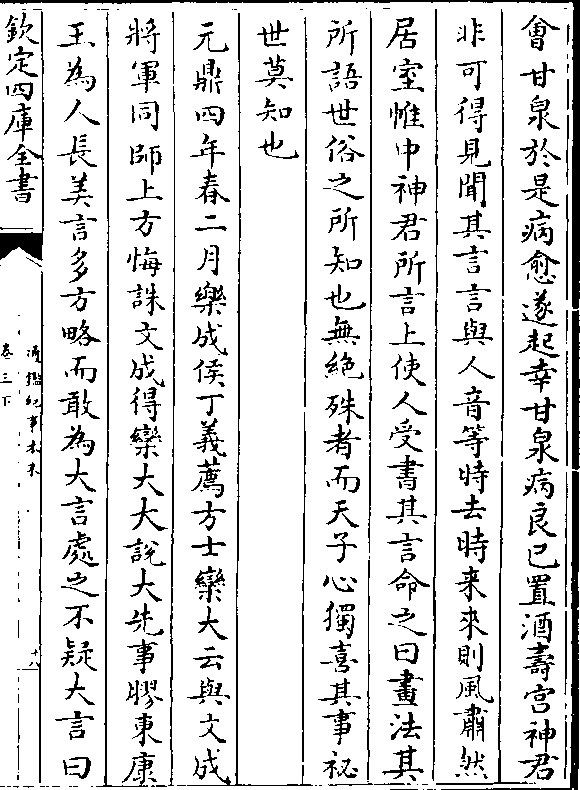 會甘泉於是病愈遂起幸甘泉病良已置酒壽宫神君
非可得見聞其言言與人音等時去時来來則風肅然
居室帷中神君所言上使人受書其言命之曰畫法其
所語世俗之所知也無絶殊者而天子心獨喜其事祕
世莫知也
元鼎四年春二月樂成侯丁義薦方士欒大云與文成
將軍同師上方悔誅文成得欒大大說大先事膠東康
王為人長美言多方略而敢為大言處之不疑大言曰
欽定四庫全書
通鑑紀事本末
卷三下
十八